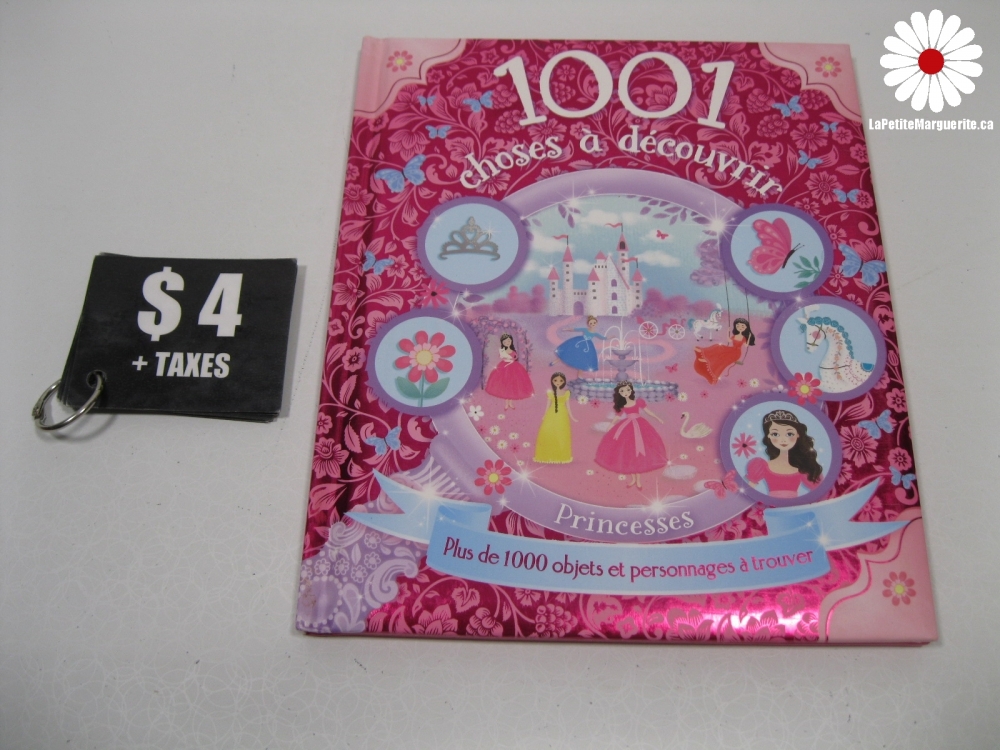 LaPetiteMarguerite.ca
1001
choses à découvrir
$ 4
+ TAXES
Princesses
Plus de 1000 objets et personnages à trouver